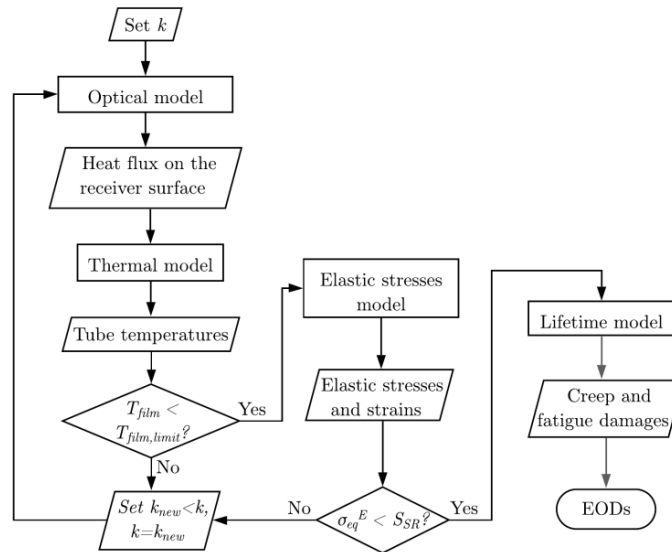 Set k
Optical model
Heat flux on the
receiver surface
Thermal model
Tube temperatures
T_film <
T_film,limit?
Yes
No
Set k_new<k,
k=k_new
Elastic stresses
model
Elastic stresses
and strains
σ_eq^E < S_SR?
No
Yes
Lifetime model
Creep and
fatigue damages
EODs